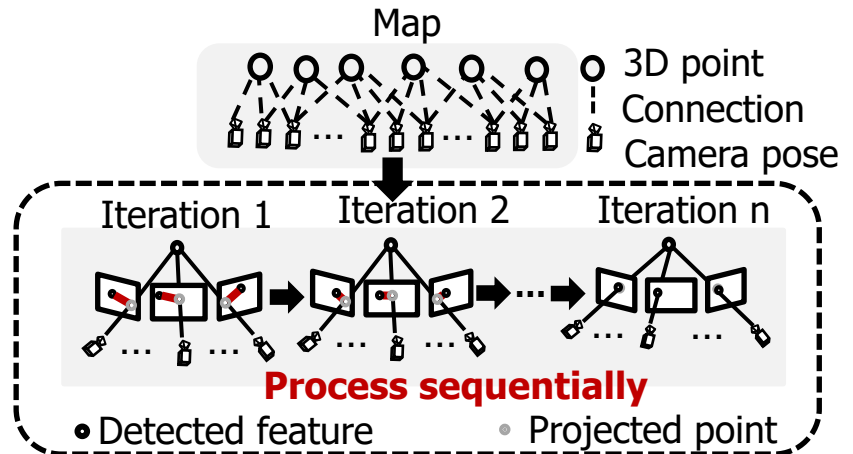 Map
3D point
Connection
Camera pose
Iteration 1
Iteration 2
Iteration n
Process sequentially
Detected feature
Projected point